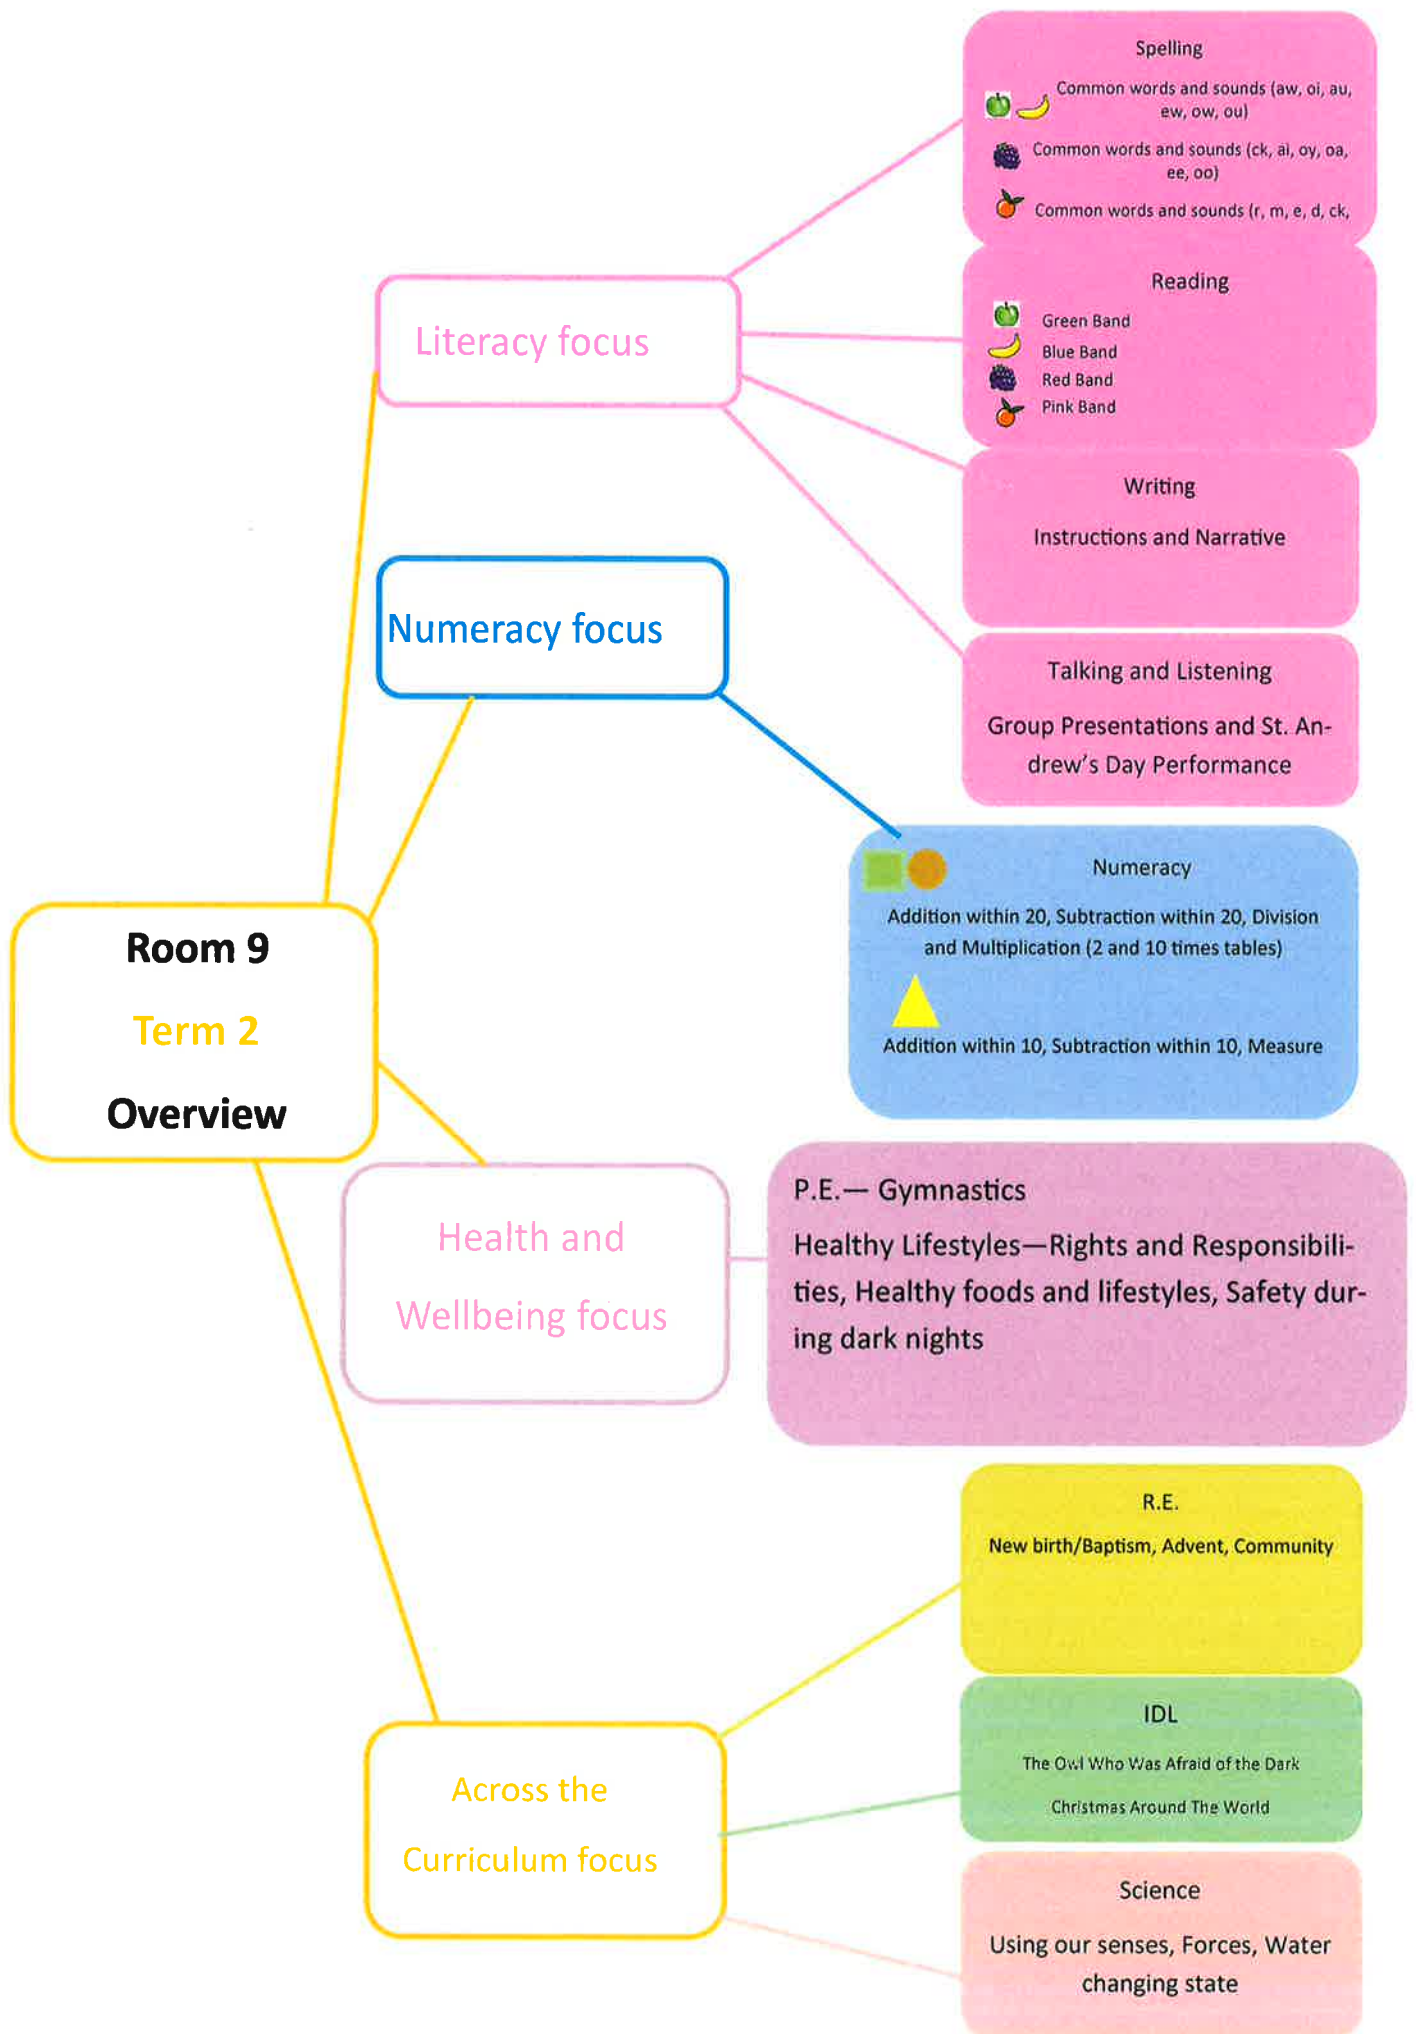 Spelling
Common words and sounds (aw, oi, au,
ew, ow, ou)
Common words and sounds (ck, ai, oy, oa,
ee, oo)
Common words and sounds (r, m, e, d, ck,
Reading
Green Band
Blue Band
Red Band
Pink Band
Literacy focus
Writing
Instructions and Narrative
Talking and Listening
Group Presentations and St. An-
drew's Day Performance
Numeracy focus
Numeracy
Addition within 20, Subtraction within 20, Division
and Multiplication (2 and 10 times tables)
Addition within 10, Subtraction within 10, Measure
Room 9
Term 2
Overview
Health and
Wellbeing focus
P.E.— Gymnastics
Healthy Lifestyles—Rights and Responsibili-
ties, Healthy foods and lifestyles, Safety dur-
ing dark nights
Across the
Curriculum focus
R.E.
New birth/Baptism, Advent, Community
IDL
The Owl Who Was Afraid of the Dark
Christmas Around The World
Science
Using our senses, Forces, Water
changing state